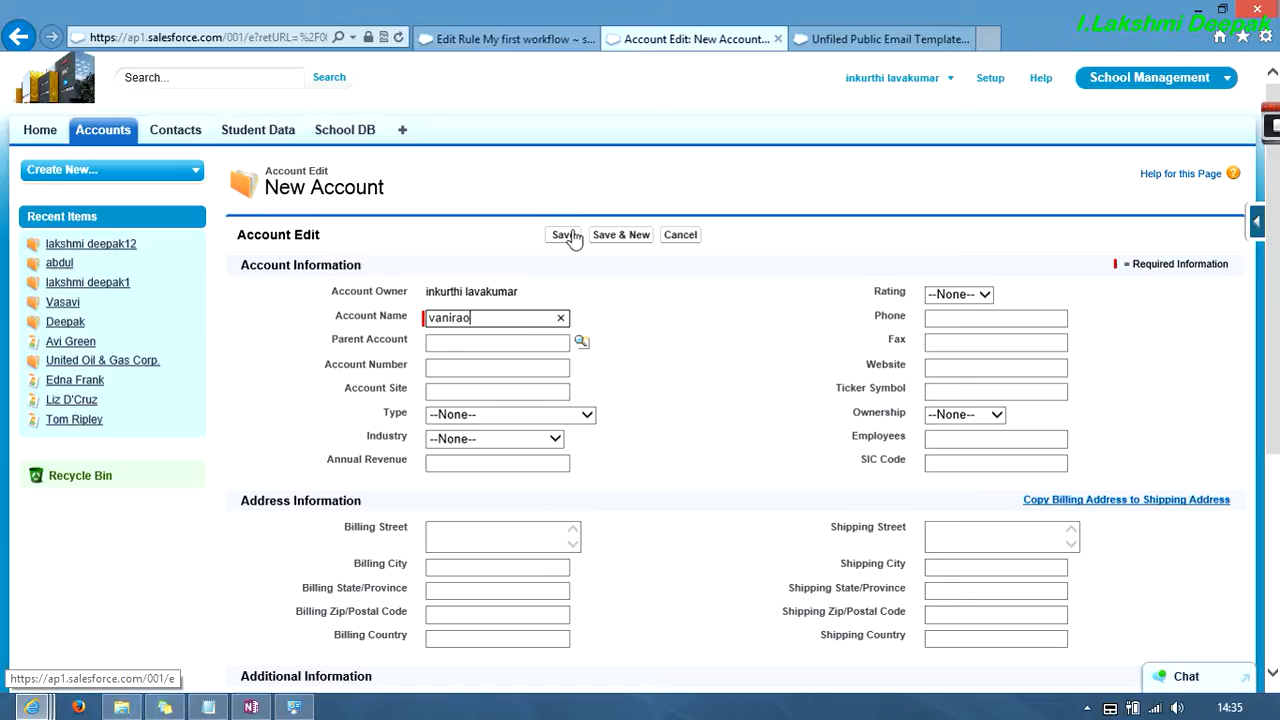 I.Lakshmi Deepak
https://ap1.salesforce.com/001/e?retURL=%2F0(
Edit Rule My first workflow ~ s...
Account Edit: New Account...
Unfiled Public Email Template...
Search...
Search
inkurthi lavakumar
Setup
Help
School Management
Home
Accounts
Contacts
Student Data
School DB
Create New...
Account Edit
New Account
Help for this Page
Recent Items
lakshmi deepak12
abdul
lakshmi deepak1
Vasavi
Deepak
Avi Green
United Oil & Gas Corp.
Edna Frank
Liz D'Cruz
Tom Ripley
Recycle Bin
Account Edit
Save
Save & New
Cancel
Account Information
= Required Information
Account Owner inkurthi lavakumar
Rating --None--
Account Name vanirao
Phone
Parent Account
Fax
Account Number
Website
Account Site
Ticker Symbol
Type --None--
Ownership --None--
Industry --None--
Employees
Annual Revenue
SIC Code
Address Information
Copy Billing Address to Shipping Address
Billing Street
Shipping Street
Billing City
Shipping City
Billing State/Province
Shipping State/Province
Billing Zip/Postal Code
Shipping Zip/Postal Code
Billing Country
Shipping Country
Additional Information
https://ap1.salesforce.com/001/e
Chat
14:35